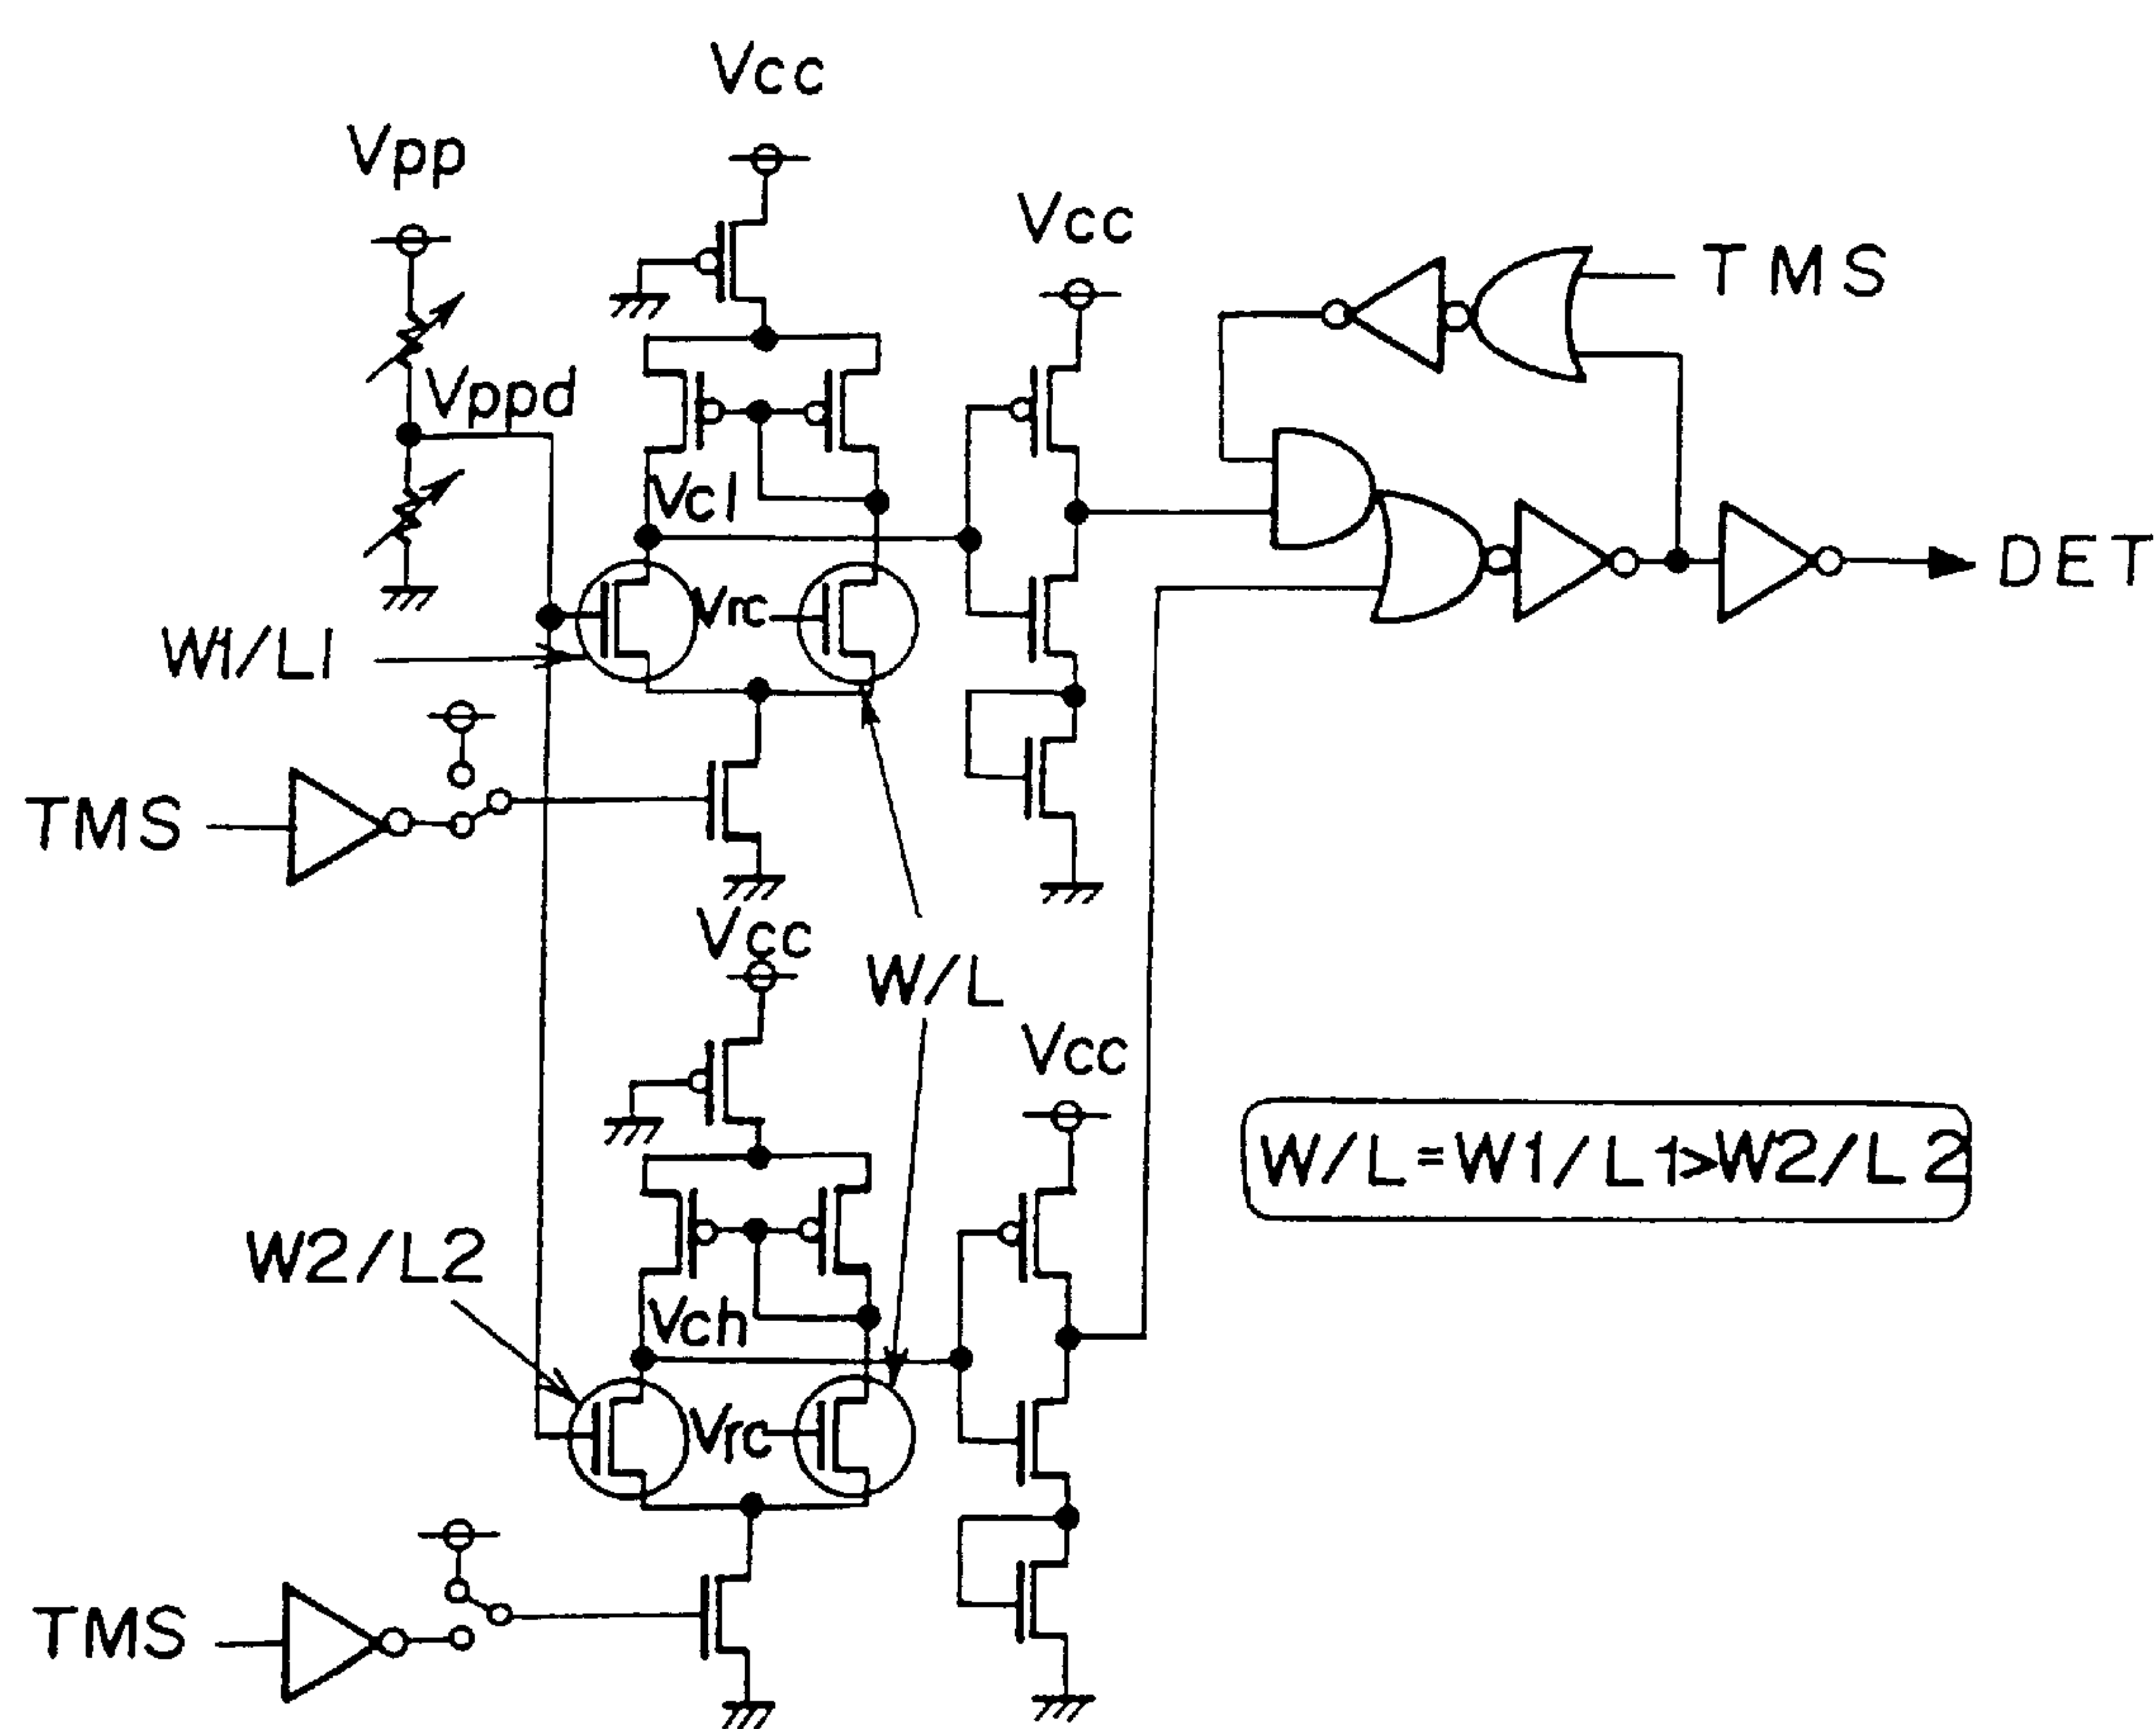 Vcc
Vpp
Vcc
TMS
Vppd
Vcl
Vrc
DET
W1/L1
TMS
Vcc
W/L
Vcc
W/L=W1/L1>W2/L2
W2/L2
Vch
Vrc
TMS